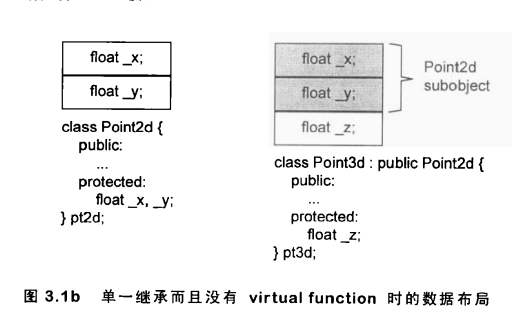 float _x;
float _y;
class Point2d {
public:
...
protected:
float _x, _y;
} pt2d;
float _x;
float _y;
float _z;
Point2d
subobject
class Point3d : public Point2d {
public:
...
protected:
float _z;
} pt3d;
图 3.1b 单一继承而且没有 virtual function 时的数据布局